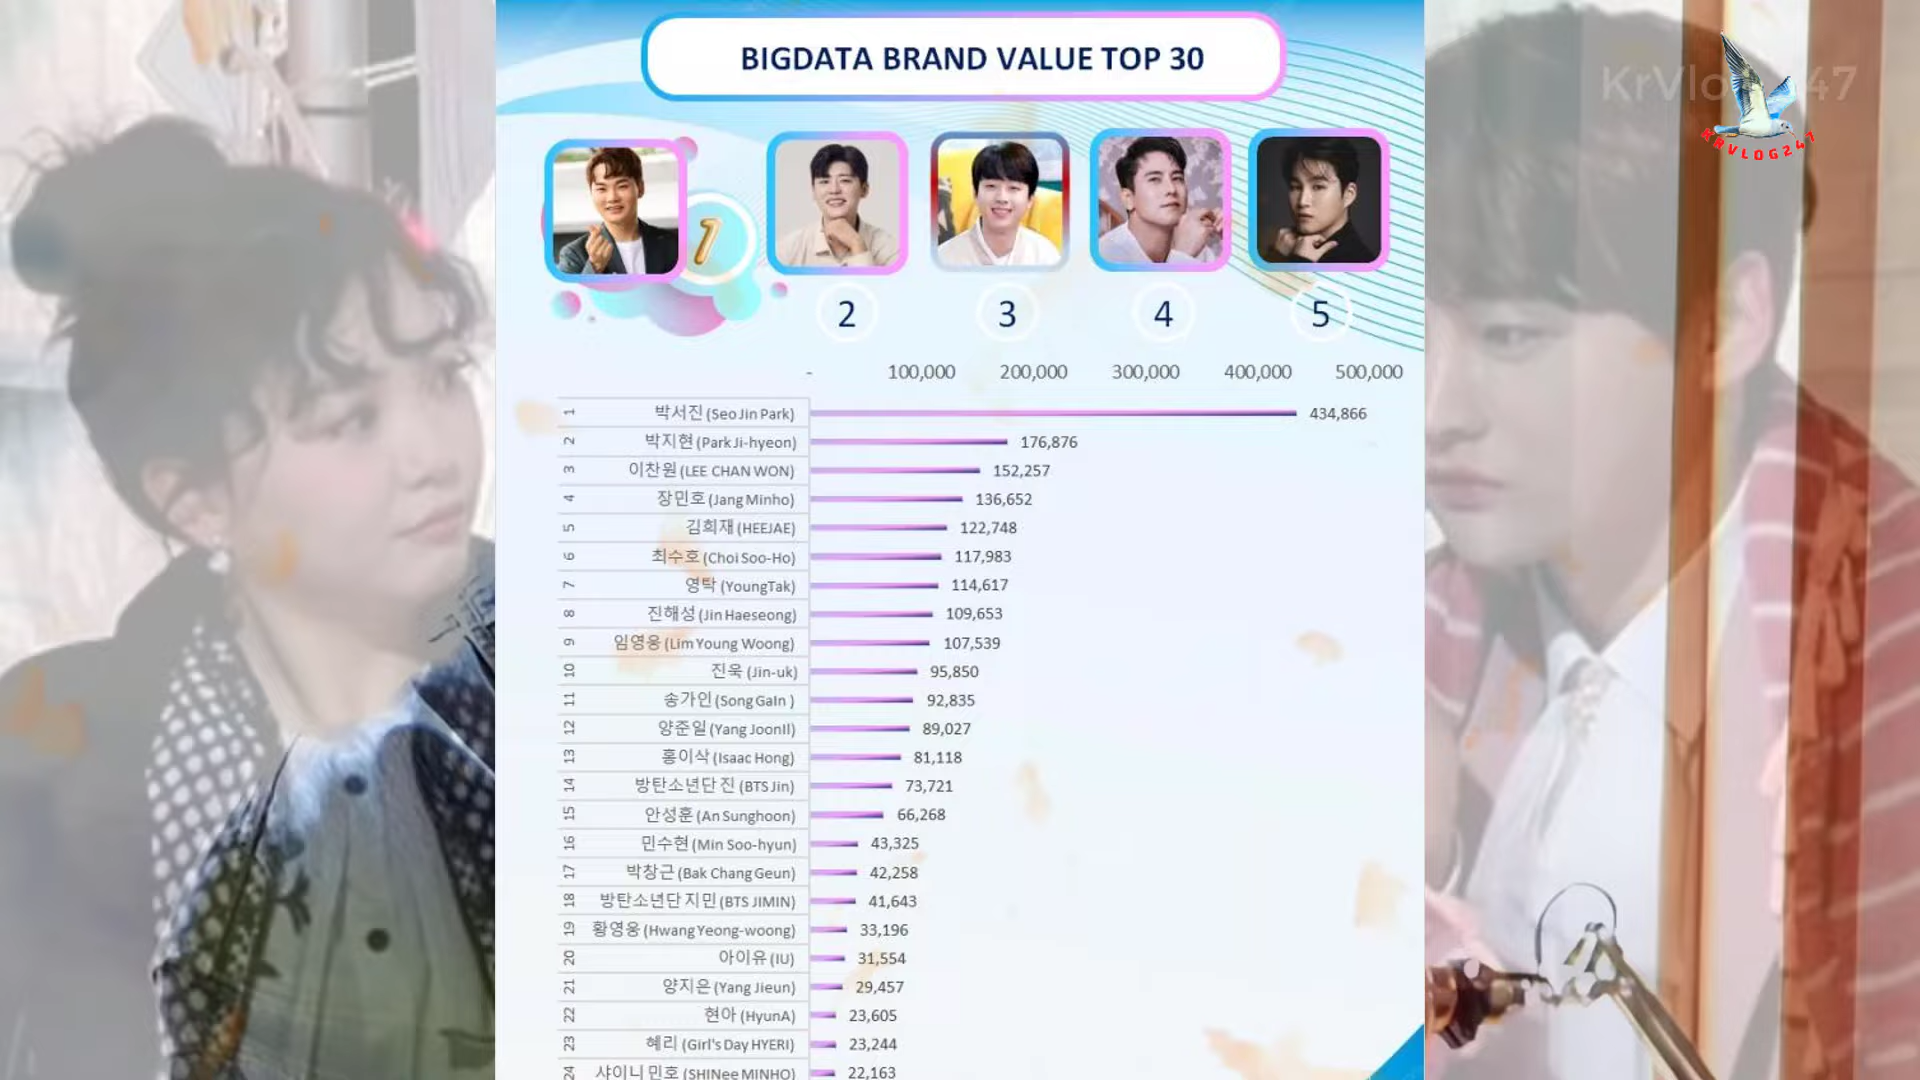 BIGDATA BRAND VALUE TOP 30
KrVlo 47
KRVLOG247
1
2
3
4
5
- 100,000 200,000 300,000 400,000 500,000
1 박서진 (Seo Jin Park) 434,866
2 박지현 (Park Ji-hyeon) 176,876
3 이찬원 (LEE CHAN WON) 152,257
4 장민호 (Jang Minho) 136,652
5 김희재 (HEEJAE) 122,748
6 최수호 (Choi Soo-Ho) 117,983
7 영탁 (YoungTak) 114,617
8 진해성 (Jin Haeseong) 109,653
9 임영웅 (Lim Young Woong) 107,539
10 진욱 (Jin-uk) 95,850
11 송가인 (Song GaIn ) 92,835
12 양준일 (Yang JoonIl) 89,027
13 홍이삭 (Isaac Hong) 81,118
14 방탄소년단 진 (BTS Jin) 73,721
15 안성훈 (An Sunghoon) 66,268
16 민수현 (Min Soo-hyun) 43,325
17 박창근 (Bak Chang Geun) 42,258
18 방탄소년단 지민 (BTS JIMIN) 41,643
19 황영웅 (Hwang Yeong-woong) 33,196
20 아이유 (IU) 31,554
21 양지은 (Yang Jieun) 29,457
22 현아 (HyunA) 23,605
23 혜리 (Girl's Day HYERI) 23,244
24 샤이니 민호 (SHINee MINHO) 22,163